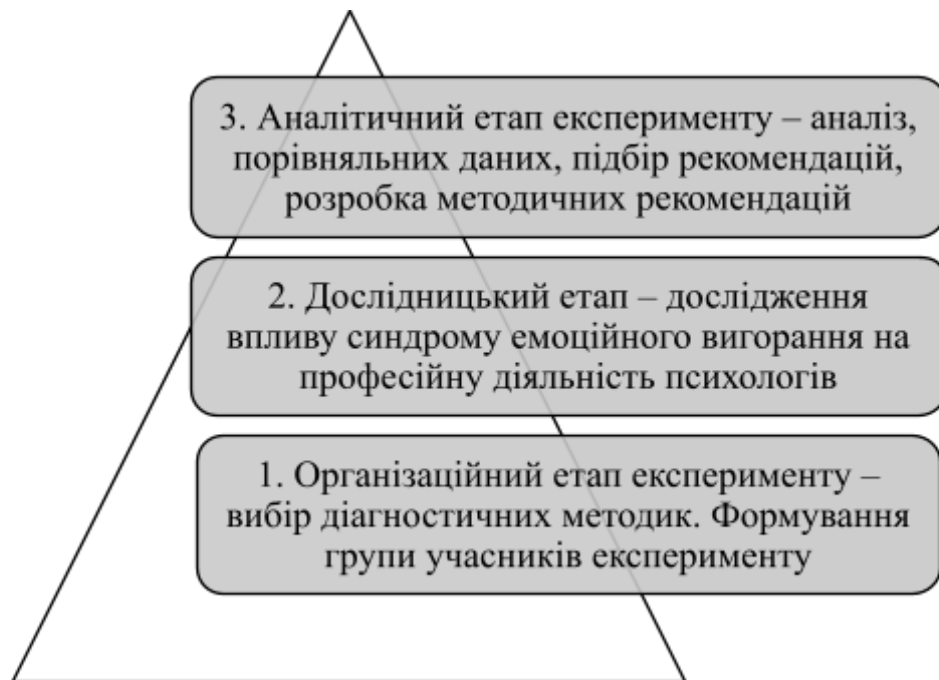 3. Аналітичний етап експерименту – аналіз,
порівняльних даних, підбір рекомендацій,
розробка методичних рекомендацій
2. Дослідницький етап – дослідження
впливу синдрому емоційного вигорання на
професійну діяльність психологів
1. Організаційний етап експерименту –
вибір діагностичних методик. Формування
групи учасників експерименту